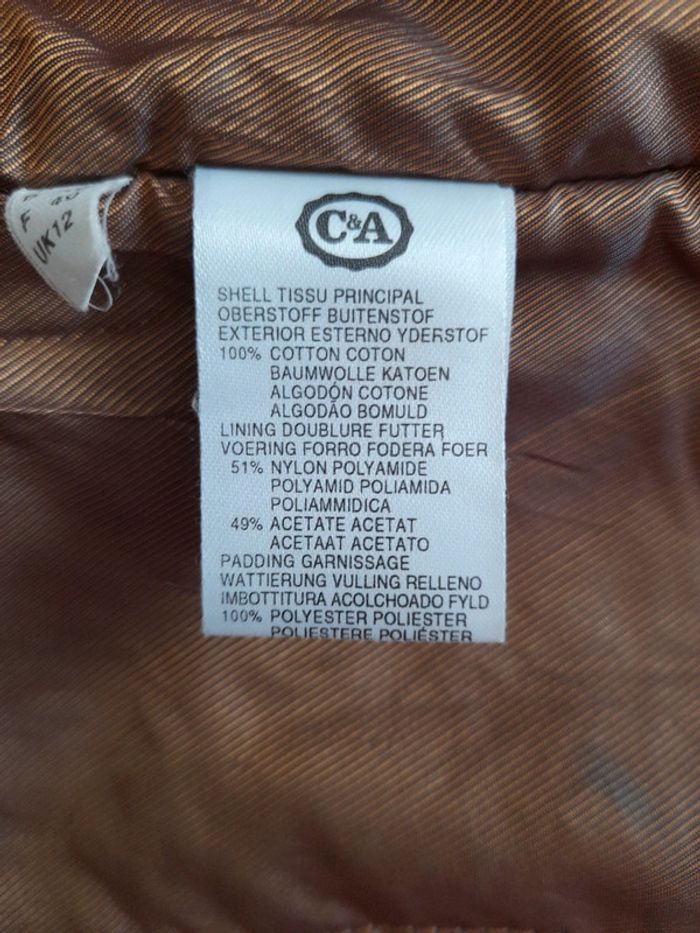 F 42
UK12
C&A
SHELL TISSU PRINCIPAL
OBERSTOFF BUITENSTOF
EXTERIOR ESTERNO YDERSTOF
100% COTTON COTON
BAUMWOLLE KATOEN
ALGODÓN COTONE
ALGODÃO BOMULD
LINING DOUBLURE FUTTER
VOERING FORRO FODERA FOER
51% NYLON POLYAMIDE
POLYAMID POLIAMIDA
POLIAMMIDICA
49% ACETATE ACETAT
ACETAAT ACETATO
PADDING GARNISSAGE
WATTIERUNG VULLING RELLENO
IMBOTTITURA ACOLCHOADO FYLD
100% POLYESTER POLIESTER
POLIESTERE POLIÉSTER